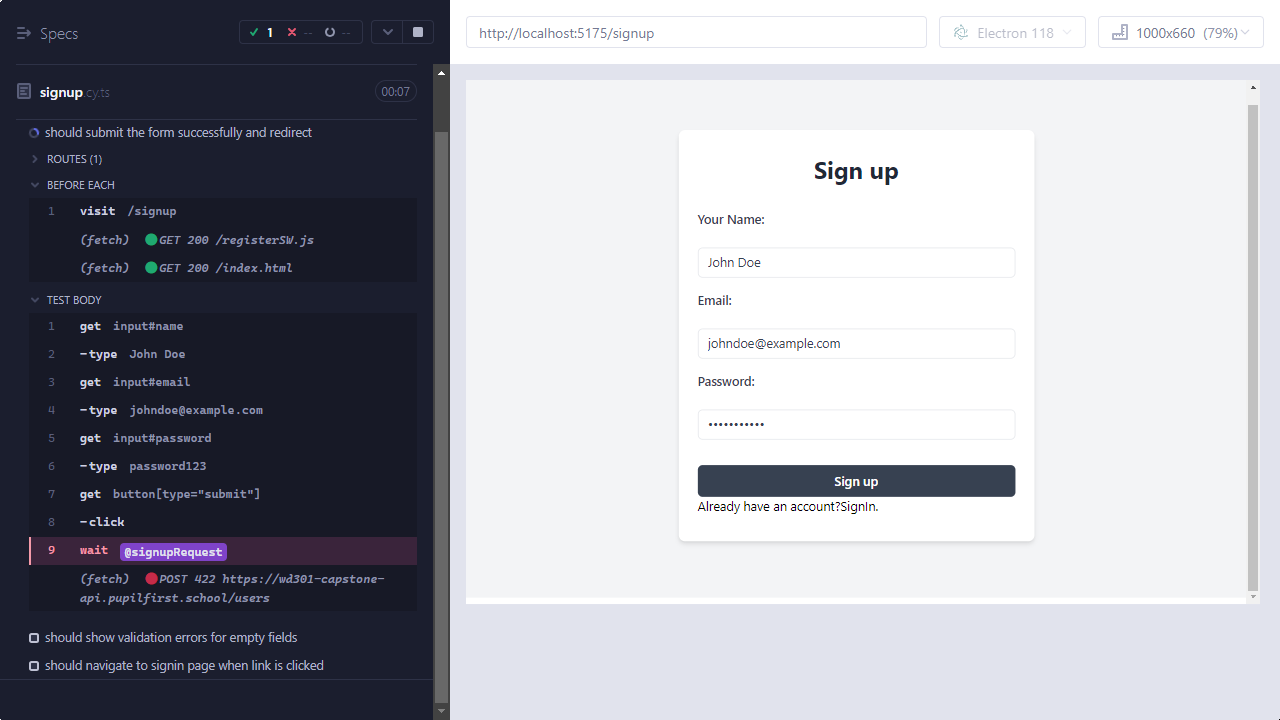 Specs
1 -- --
http://localhost:5175/signup
Electron 118
1000x660 (79%)
signup.cy.ts
00:07
should submit the form successfully and redirect
ROUTES (1)
BEFORE EACH
1 visit /signup
(fetch) GET 200 /registerSW.js
(fetch) GET 200 /index.html
TEST BODY
1 get input#name
2 -type John Doe
3 get input#email
4 -type johndoe@example.com
5 get input#password
6 -type password123
7 get button[type="submit"]
8 -click
9 wait @signupRequest
(fetch) POST 422 https://wd301-capstone-
api.pupilfirst.school/users
should show validation errors for empty fields
should navigate to signin page when link is clicked
Sign up
Your Name:
John Doe
Email:
johndoe@example.com
Password:
•••••••••••
Sign up
Already have an account?SignIn.